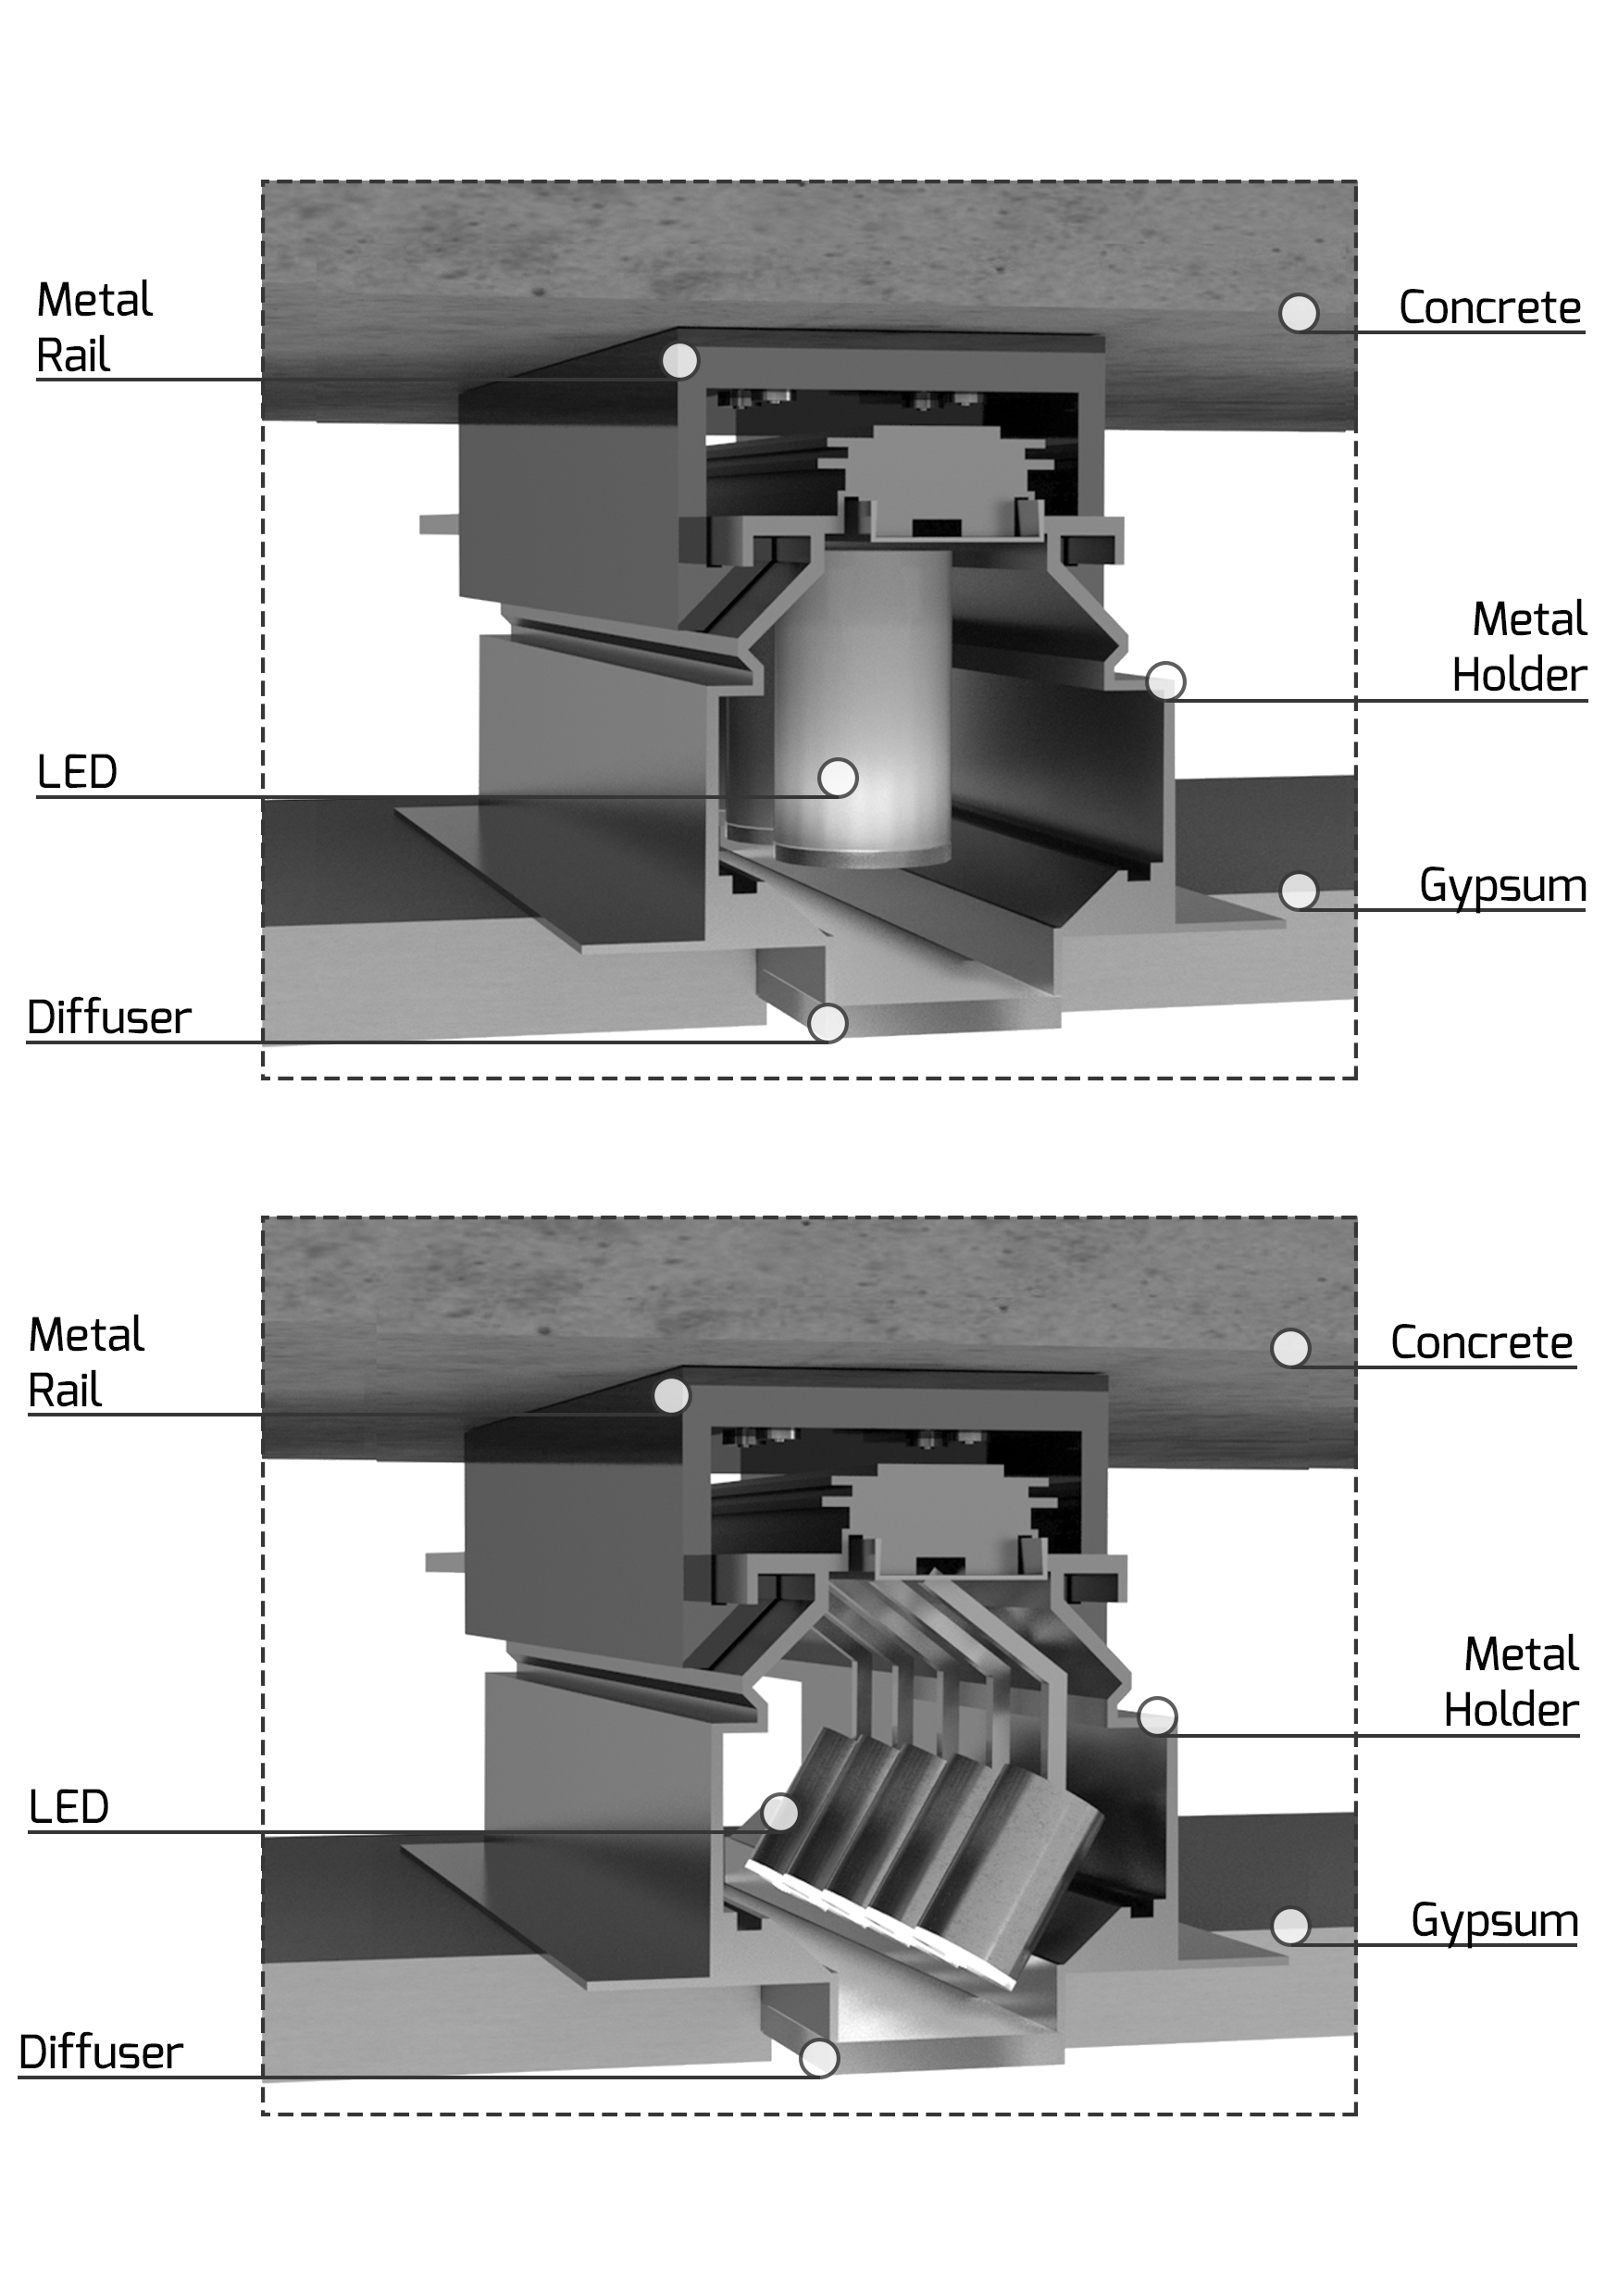 Metal
Rail
Concrete
Metal
Holder
LED
Gypsum
Diffuser
Metal
Rail
Concrete
Metal
Holder
LED
Gypsum
Diffuser